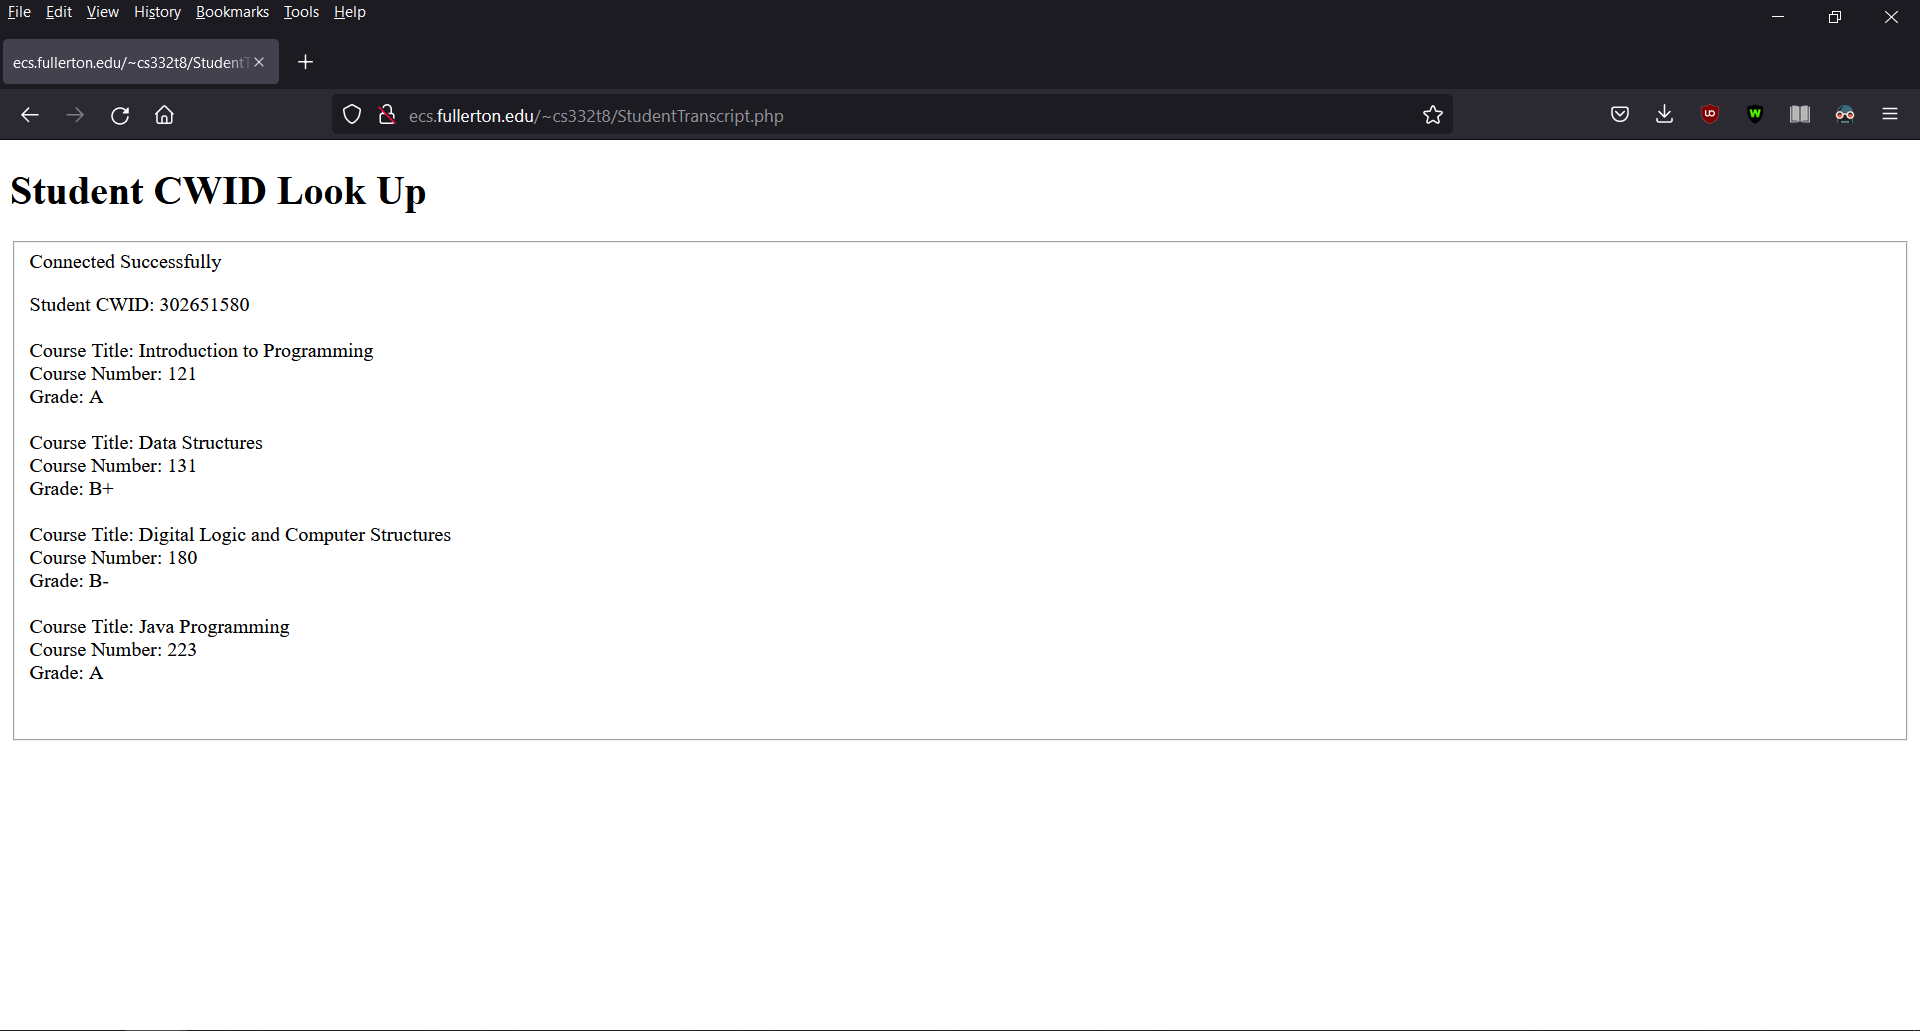 File Edit View History Bookmarks Tools Help
ecs.fullerton.edu/~cs332t8/StudentT
ecs.fullerton.edu/~cs332t8/StudentTranscript.php
Student CWID Look Up
Connected Successfully
Student CWID: 302651580
Course Title: Introduction to Programming
Course Number: 121
Grade: A
Course Title: Data Structures
Course Number: 131
Grade: B+
Course Title: Digital Logic and Computer Structures
Course Number: 180
Grade: B-
Course Title: Java Programming
Course Number: 223
Grade: A